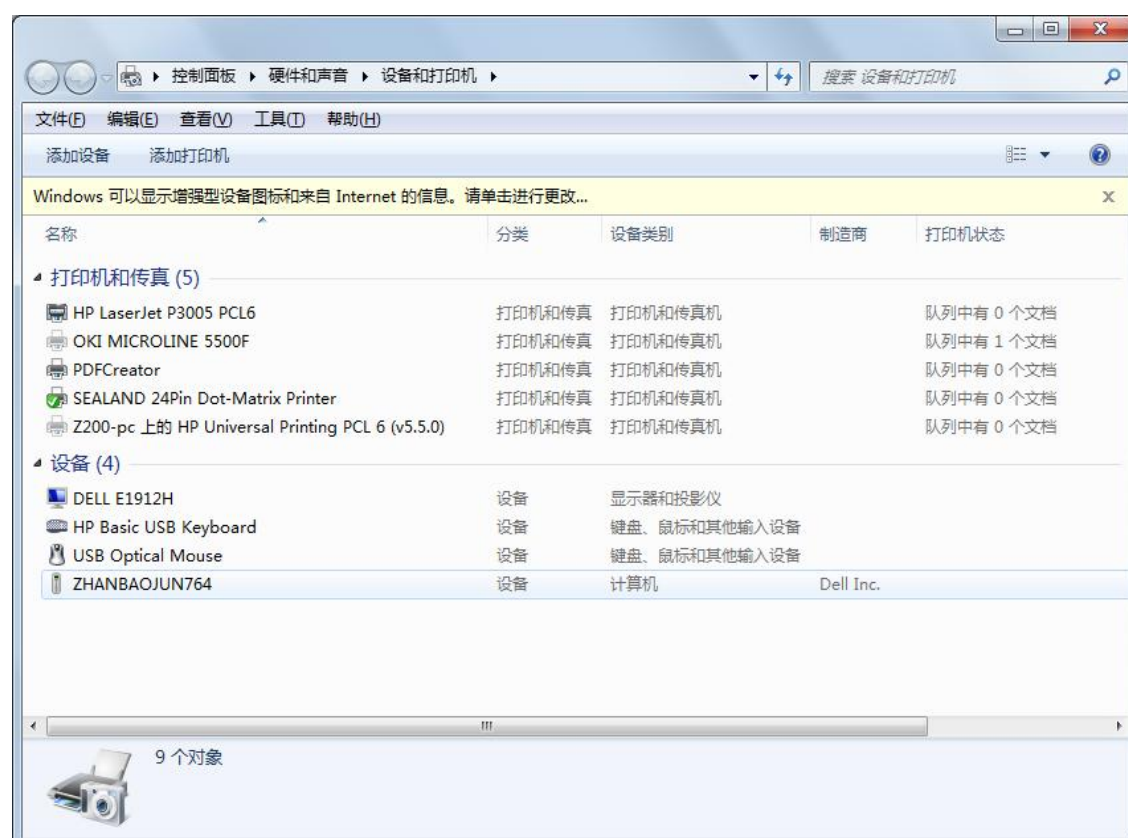 控制面板 硬件和声音 设备和打印机
搜索 设备和打印机
文件(F) 编辑(E) 查看(V) 工具(T) 帮助(H)
添加设备 添加打印机
Windows 可以显示增强型设备图标和来自 Internet 的信息。请单击进行更改...
名称 分类 设备类别 制造商 打印机状态
打印机和传真 (5)
HP LaserJet P3005 PCL6 打印机和传真 打印机和传真机 队列中有 0 个文档
OKI MICROLINE 5500F 打印机和传真 打印机和传真机 队列中有 1 个文档
PDFCreator 打印机和传真 打印机和传真机 队列中有 0 个文档
SEALAND 24Pin Dot-Matrix Printer 打印机和传真 打印机和传真机 队列中有 0 个文档
Z200-pc 上的 HP Universal Printing PCL 6 (v5.5.0) 打印机和传真 打印机和传真机 队列中有 0 个文档
设备 (4)
DELL E1912H 设备 显示器和投影仪
HP Basic USB Keyboard 设备 键盘、鼠标和其他输入设备
USB Optical Mouse 设备 键盘、鼠标和其他输入设备
ZHANBAOJUN764 设备 计算机 Dell Inc.
9 个对象